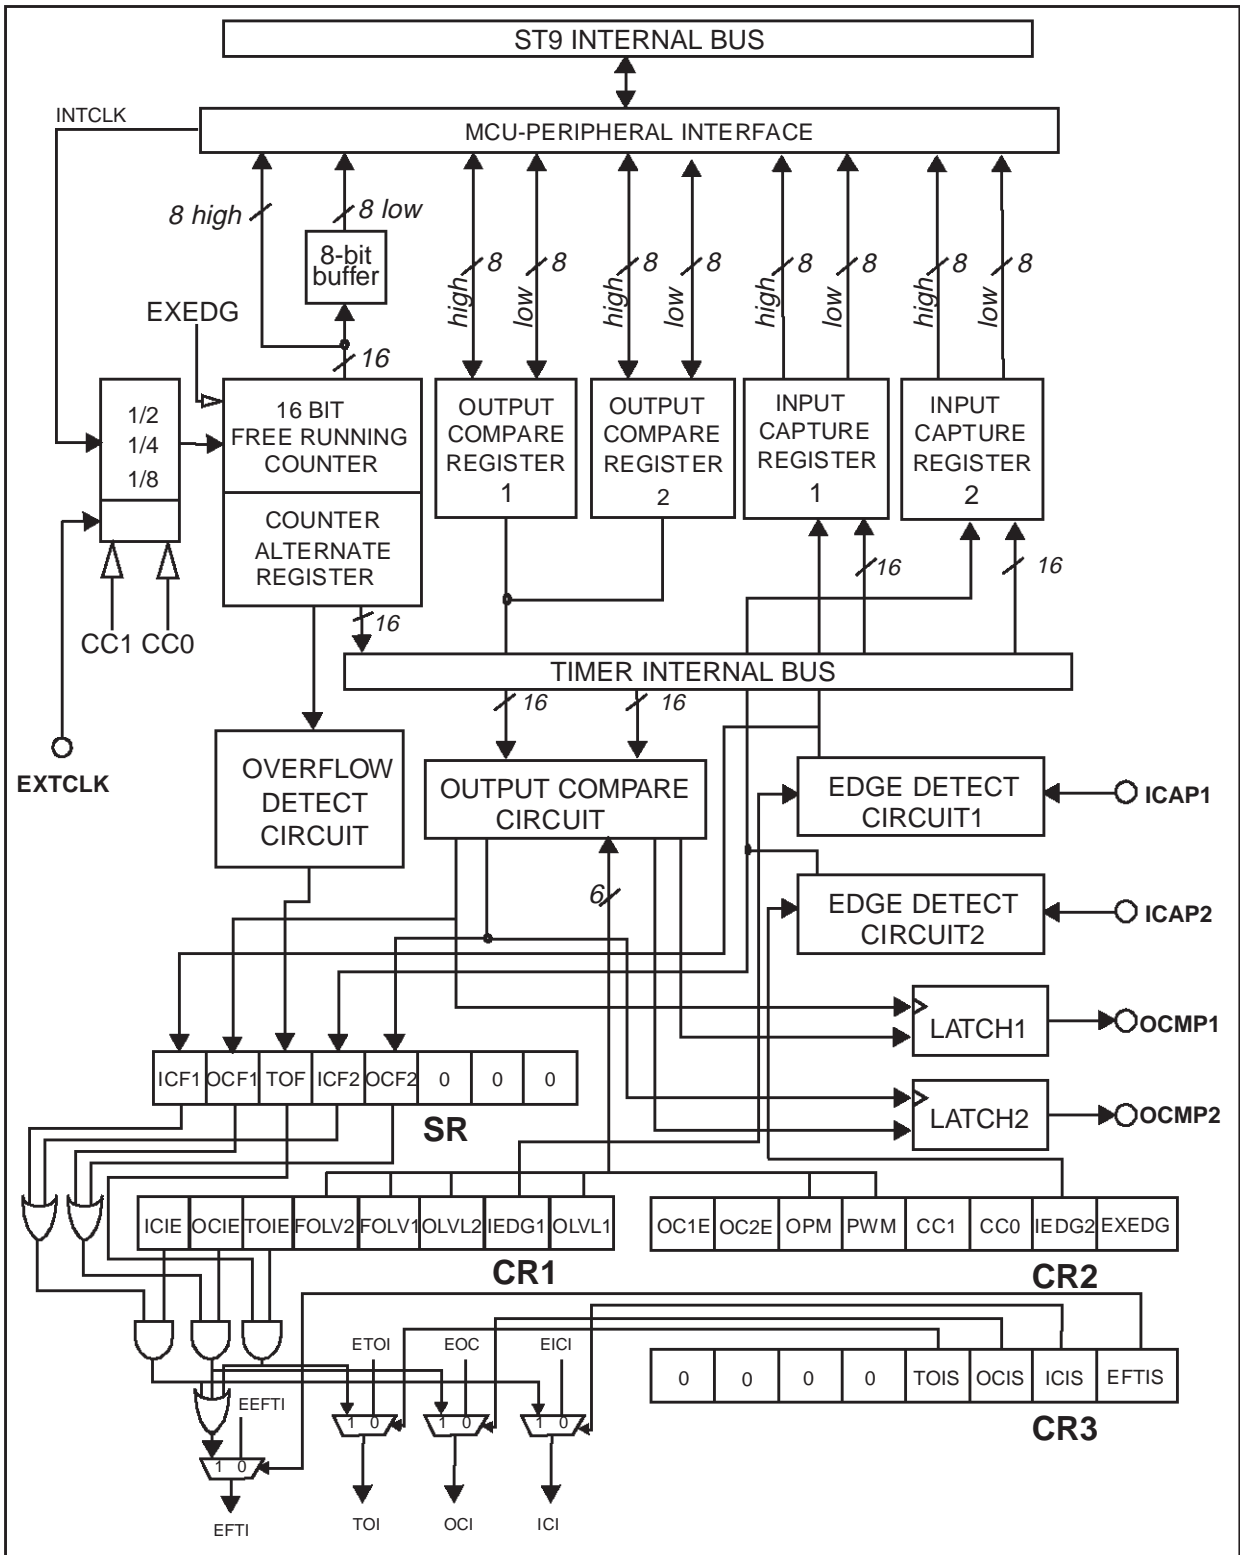 ST9 INTERNAL BUS
INTCLK
MCU-PERIPHERAL INTERFACE
8 high
8 low
8-bit
buffer
high
8
low
8
high
8
low
8
high
8
low
8
high
8
low
8
EXEDG
16
1/2
1/4
1/8
16 BIT
FREE RUNNING
COUNTER
OUTPUT
COMPARE
REGISTER
1
OUTPUT
COMPARE
REGISTER
2
INPUT
CAPTURE
REGISTER
1
INPUT
CAPTURE
REGISTER
2
COUNTER
ALTERNATE
REGISTER
16
16
16
CC1 CC0
TIMER INTERNAL BUS
16
16
EXTCLK
OVERFLOW
DETECT
CIRCUIT
OUTPUT COMPARE
CIRCUIT
EDGE DETECT
CIRCUIT1
ICAP1
6
EDGE DETECT
CIRCUIT2
ICAP2
LATCH1
OCMP1
ICF1 OCF1 TOF ICF2 OCF2 0 0 0
SR
LATCH2
OCMP2
ICIE OCIE TOIE FOLV2 FOLV1 OLVL2 IEDG1 OLVL1
CR1
OC1E OC2E OPM PWM CC1 CC0 IEDG2 EXEDG
CR2
ETOI
EOC
EICI
0 0 0 0 TOIS OCIS ICIS EFTIS
CR3
EEFTI
1 0
1 0
1 0
1 0
EFTI
TOI
OCI
ICI